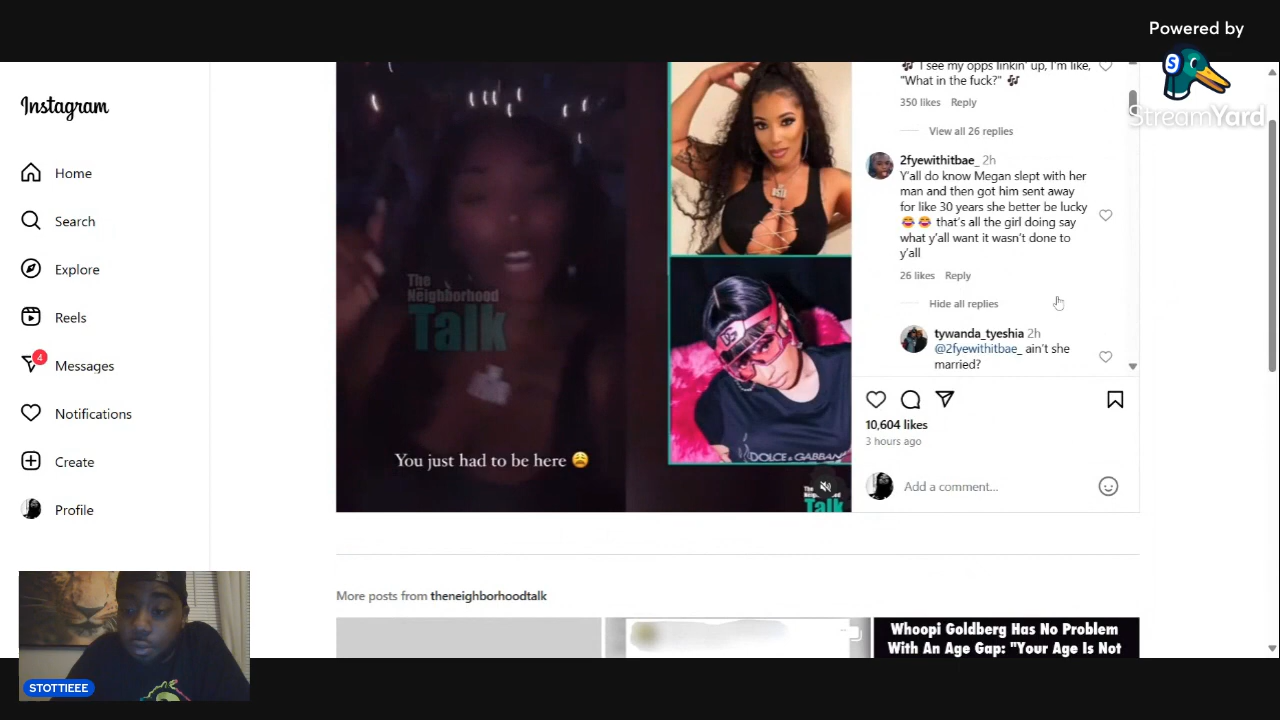 Powered by
StreamYard
Instagram
Home
Search
Explore
Reels
4
Messages
Notifications
Create
Profile
The
Neighborhood
Talk
You just had to be here 😩
DOLCE & GABBAN
The
Talk
🎶 I see my opps linkin' up, I'm like,
"What in the fuck?" 🎶
350 likes Reply
View all 26 replies
2fyewithitbae_ 2h
Y'all do know Megan slept with her
man and then got him sent away
for like 30 years she better be lucky
😂 😂 that's all the girl doing say
what y'all want it wasn't done to
y'all
26 likes Reply
Hide all replies
tywanda_tyeshia 2h
@2fyewithitbae_ ain't she
married?
10,604 likes
3 hours ago
Add a comment...
More posts from theneighborhoodtalk
Whoopi Goldberg Has No Problem
With An Age Gap: "Your Age Is Not
STOTTIEEE